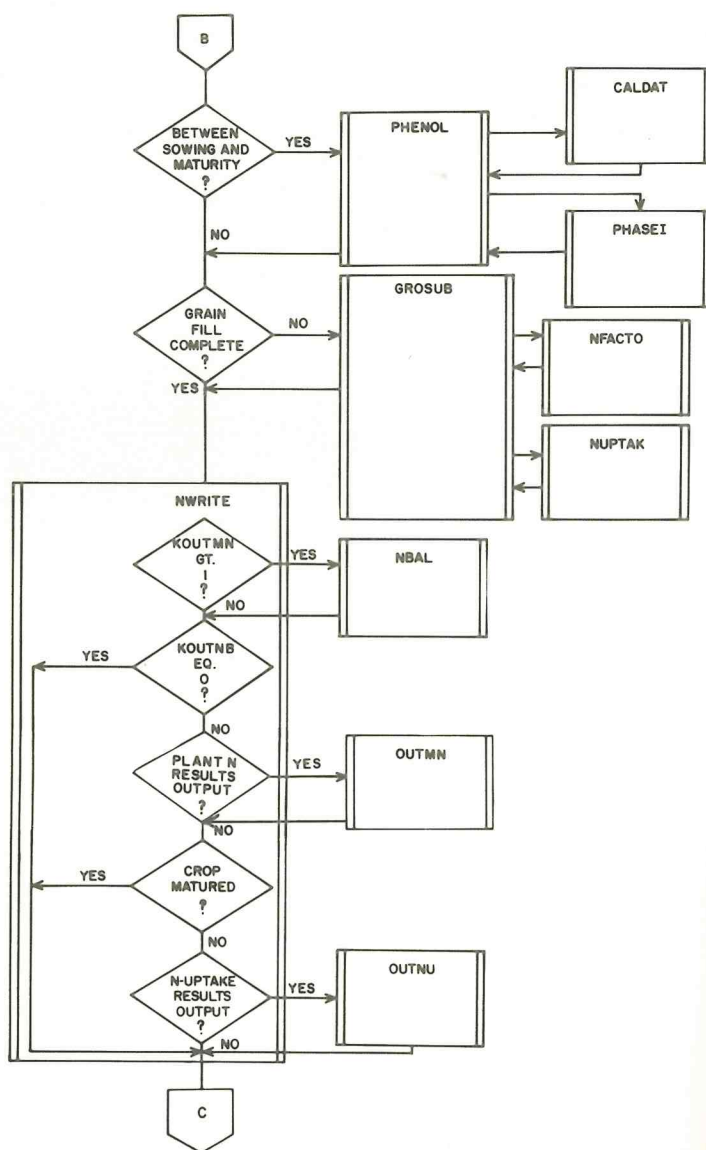 B
BETWEEN
SOWING AND
MATURITY
?
YES
NO
PHENOL
CALDAT
PHASEI
GRAIN
FILL
COMPLETE
?
NO
YES
GROSUB
NFACTO
NUPTAK
NWRITE
KOUTMN
GT.
1
?
YES
NO
NBAL
KOUTNB
EQ.
0
?
YES
NO
PLANT N
RESULTS
OUTPUT
?
YES
NO
OUTMN
CROP
MATURED
?
YES
NO
N-UPTAKE
RESULTS
OUTPUT
?
YES
NO
OUTNU
C